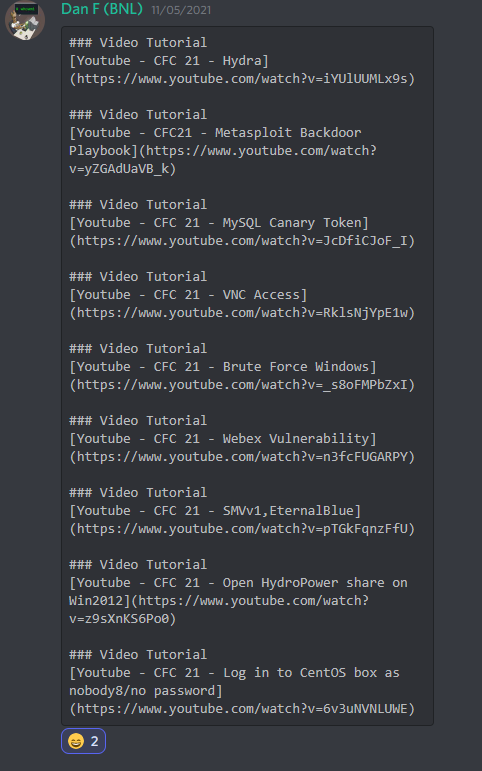 Dan F (BNL) 11/05/2021
### Video Tutorial
[Youtube - CFC 21 - Hydra]
(https://www.youtube.com/watch?v=iYUlUUMLx9s)
### Video Tutorial
[Youtube - CFC21 - Metasploit Backdoor
Playbook](https://www.youtube.com/watch?
v=yZGAdUaVB_k)
### Video Tutorial
[Youtube - CFC 21 - MySQL Canary Token]
(https://www.youtube.com/watch?v=JcDfiCJoF_I)
### Video Tutorial
[Youtube - CFC 21 - VNC Access]
(https://www.youtube.com/watch?v=RklsNjYpE1w)
### Video Tutorial
[Youtube - CFC 21 - Brute Force Windows]
(https://www.youtube.com/watch?v=_s8oFMPbZxI)
### Video Tutorial
[Youtube - CFC 21 - Webex Vulnerability]
(https://www.youtube.com/watch?v=n3fcFUGARPY)
### Video Tutorial
[Youtube - CFC 21 - SMVv1,EternalBlue]
(https://www.youtube.com/watch?v=pTGkFqnzFfU)
### Video Tutorial
[Youtube - CFC 21 - Open HydroPower share on
Win2012](https://www.youtube.com/watch?
v=z9sXnKS6Po0)
### Video Tutorial
[Youtube - CFC 21 - Log in to CentOS box as
nobody8/no password]
(https://www.youtube.com/watch?v=6v3uNVNLUWE)
2